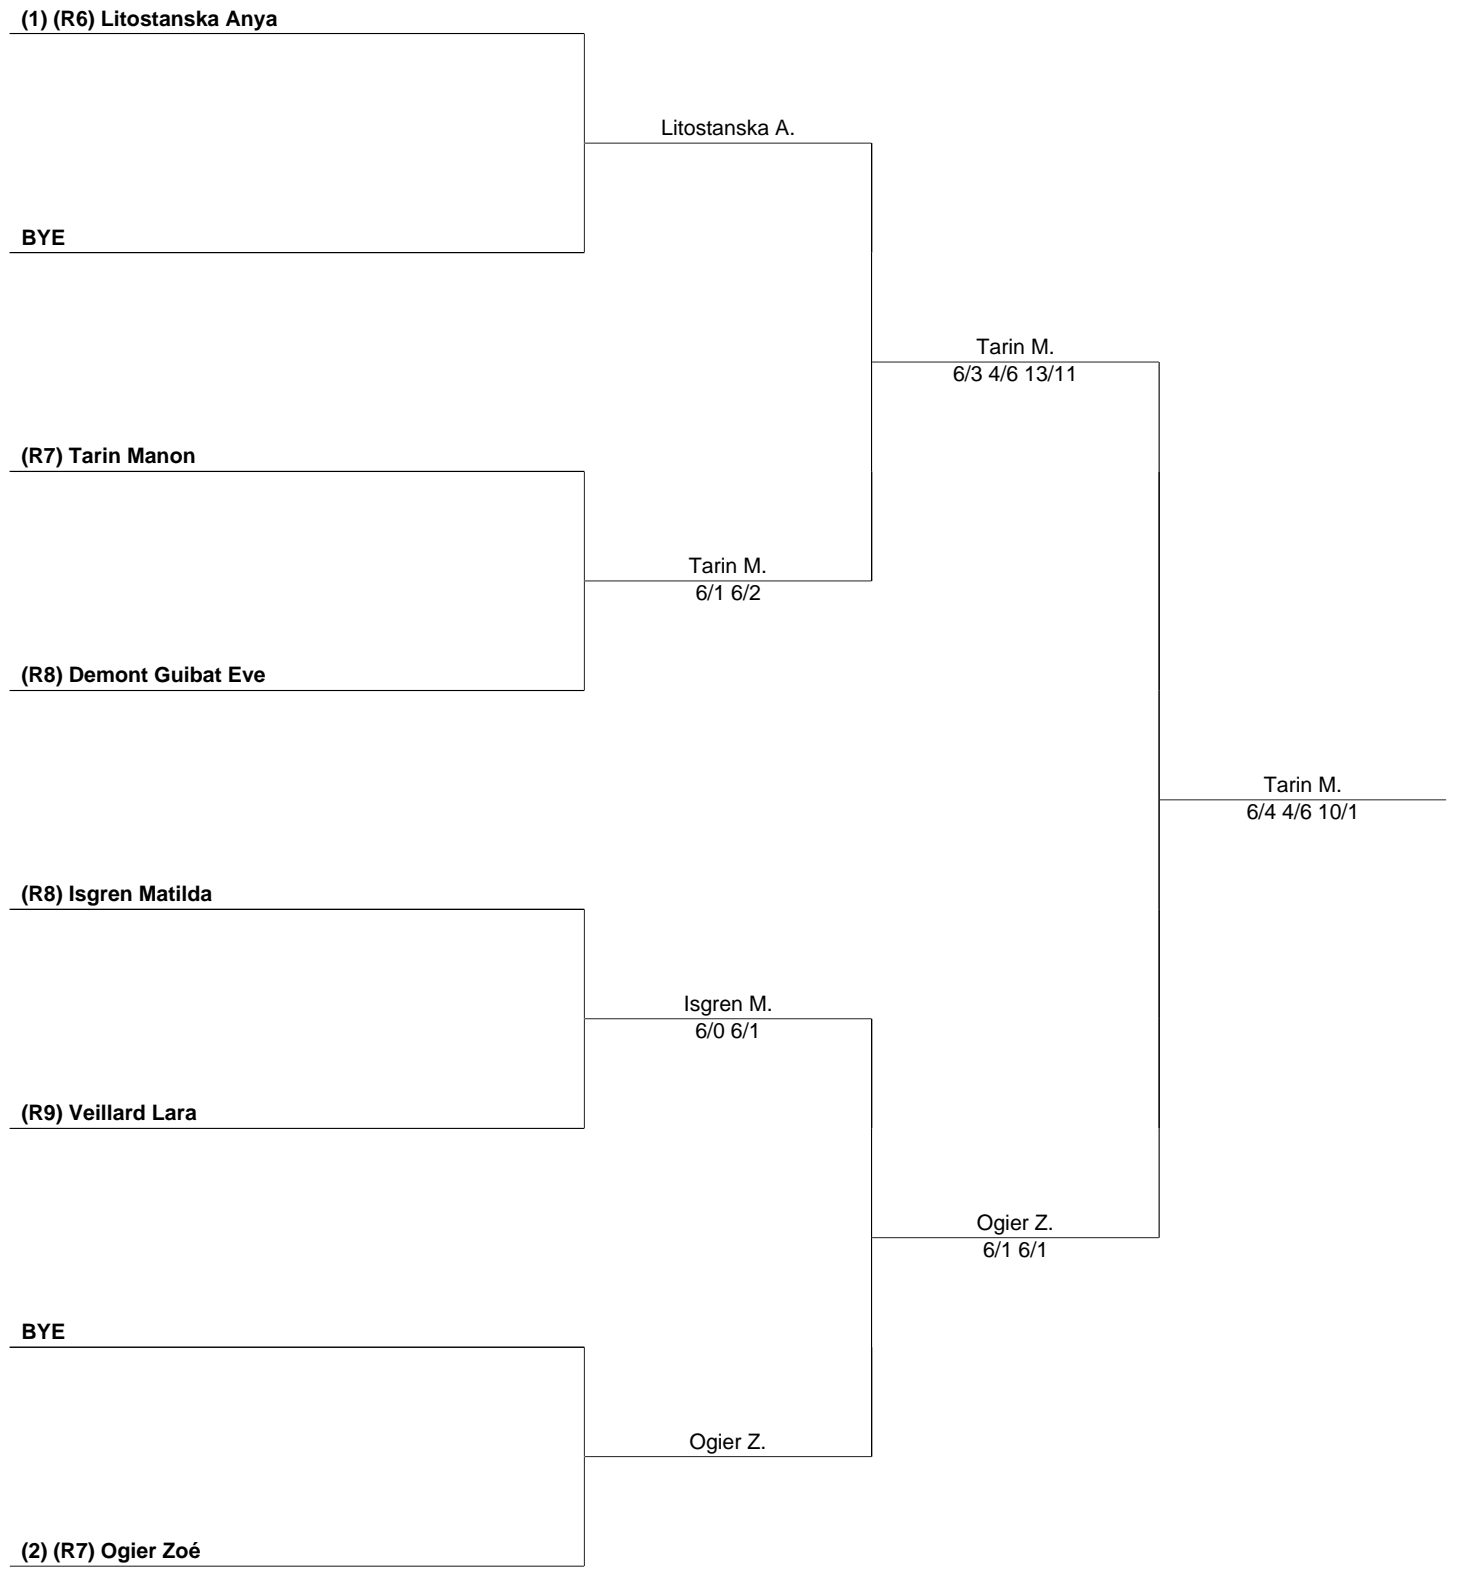 (1) (R6) Litostanska Anya
Litostanska A.
BYE
Tarin M.
6/3 4/6 13/11
(R7) Tarin Manon
Tarin M.
6/1 6/2
(R8) Demont Guibat Eve
Tarin M.
6/4 4/6 10/1
(R8) Isgren Matilda
Isgren M.
6/0 6/1
(R9) Veillard Lara
Ogier Z.
6/1 6/1
BYE
Ogier Z.
(2) (R7) Ogier Zoé